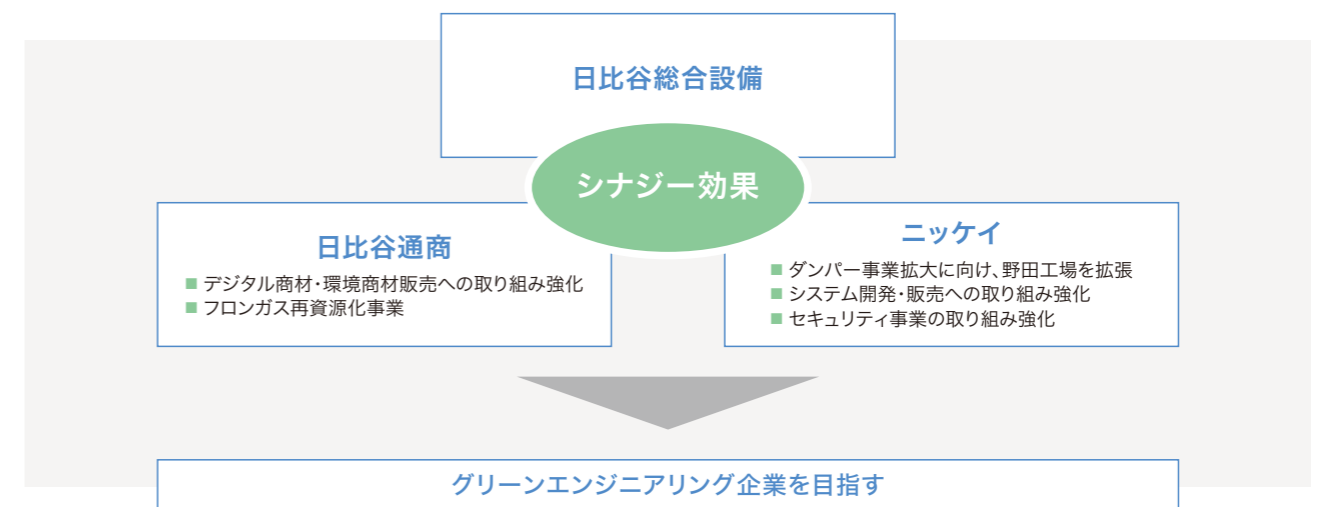 日比谷総合設備
シナジー効果
日比谷通商
■ デジタル商材・環境商材販売への取り組み強化
■ フロンガス再資源化事業
ニッケイ
■ ダンパー事業拡大に向け、野田工場を拡張
■ システム開発・販売への取り組み強化
■ セキュリティ事業の取り組み強化
グリーンエンジニアリング企業を目指す